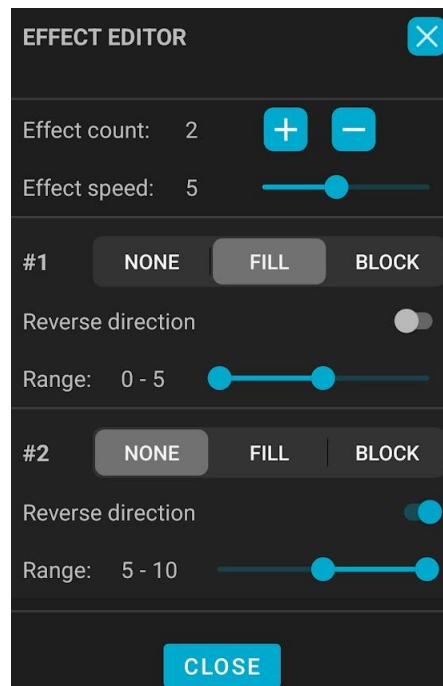 EFFECT EDITOR
Effect count: 2
Effect speed: 5
#1 NONE FILL BLOCK
Reverse direction
Range: 0 - 5
#2 NONE FILL BLOCK
Reverse direction
Range: 5 - 10
CLOSE